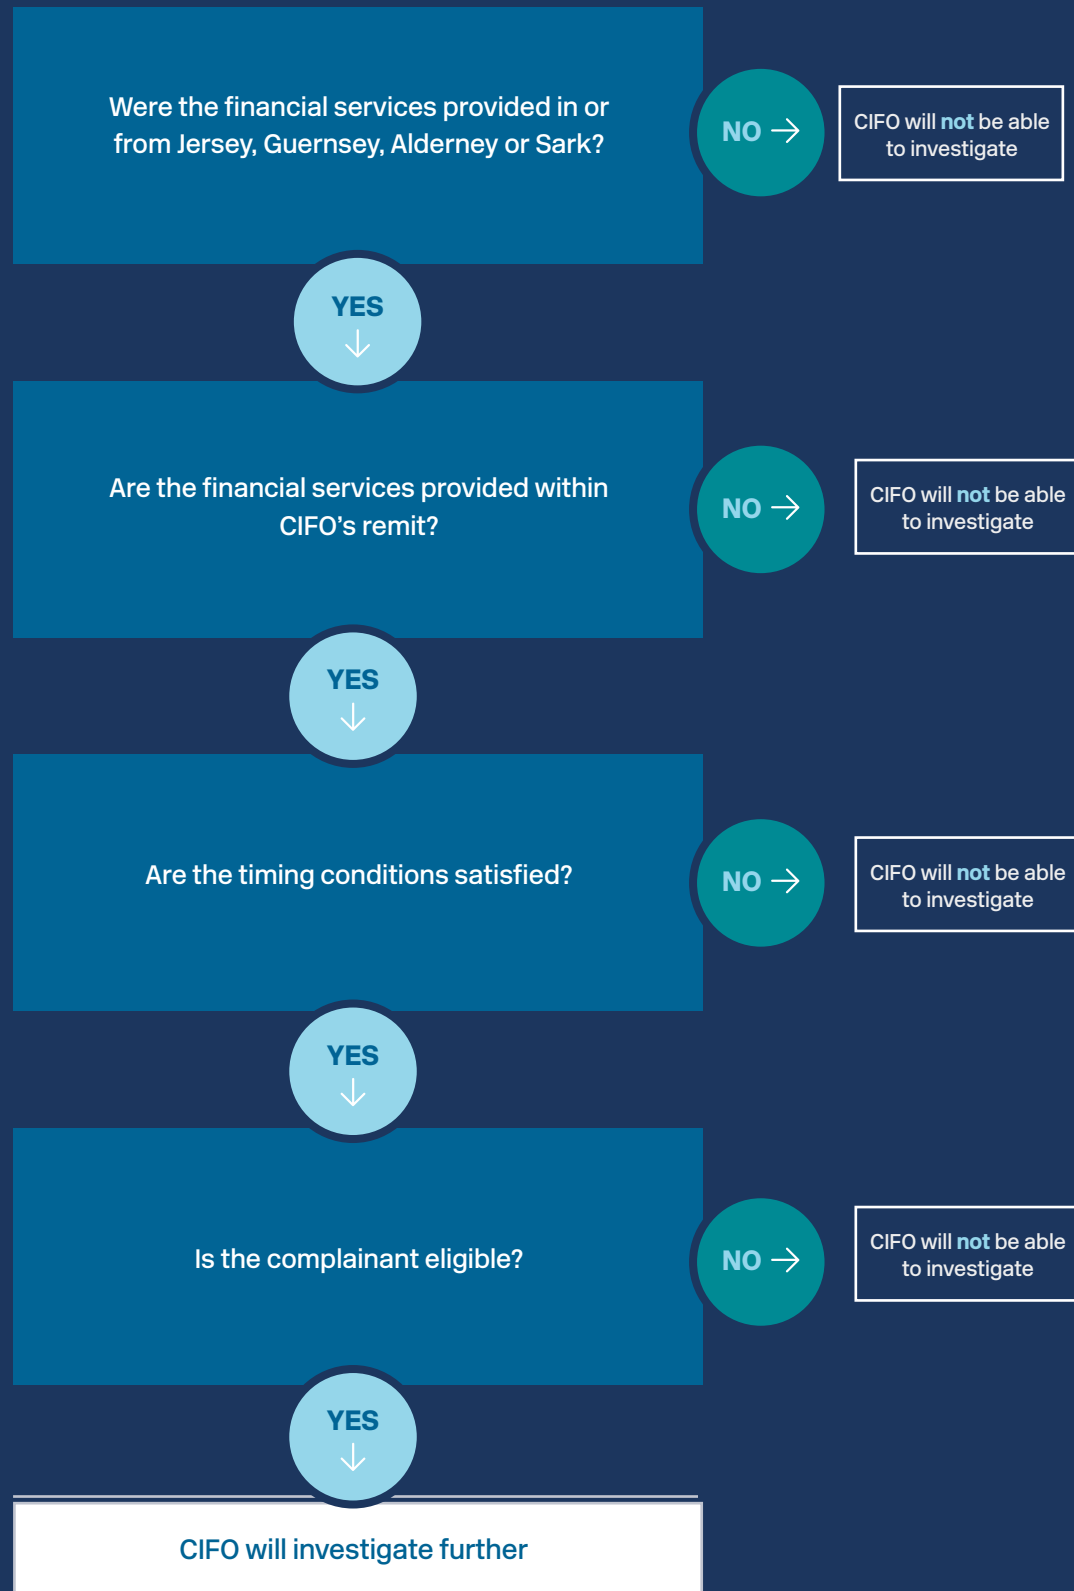 Were the financial services provided in or
from Jersey, Guernsey, Alderney or Sark?
NO →
CIFO will not be able
to investigate
YES
↓
Are the financial services provided within
CIFO’s remit?
NO →
CIFO will not be able
to investigate
YES
↓
Are the timing conditions satisfied?
NO →
CIFO will not be able
to investigate
YES
↓
Is the complainant eligible?
NO →
CIFO will not be able
to investigate
YES
↓
CIFO will investigate further